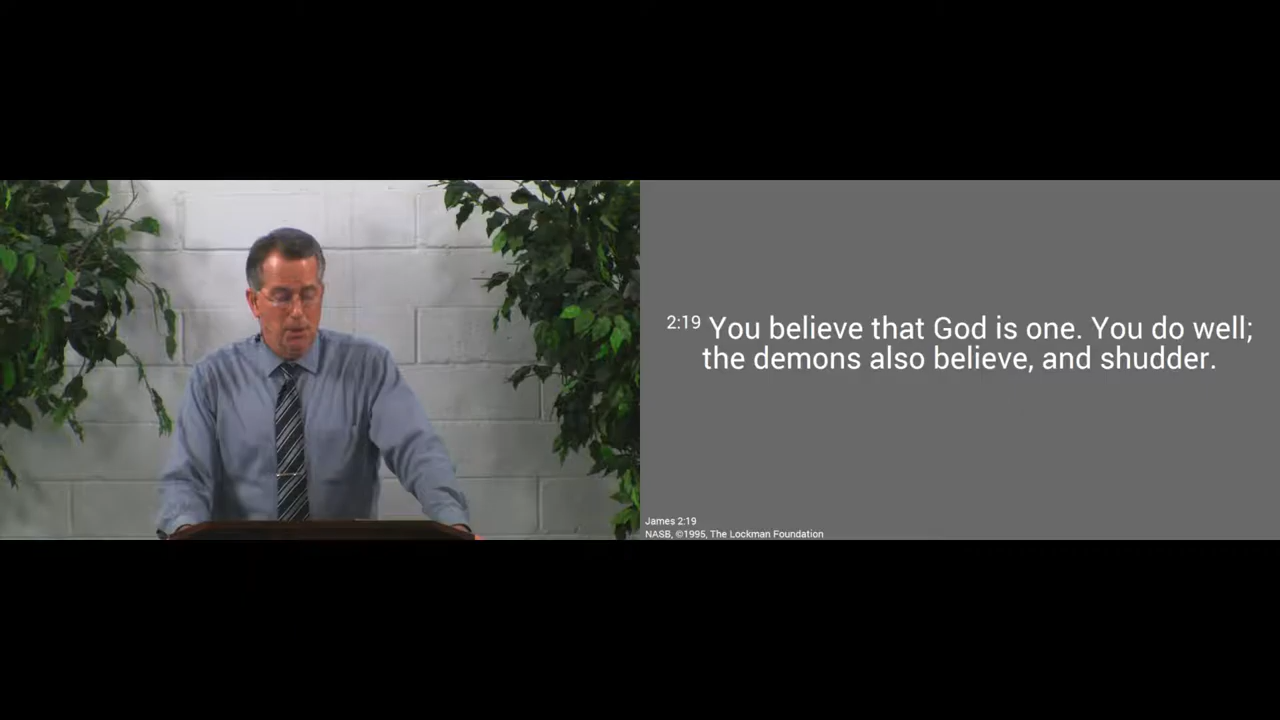 2:19 You believe that God is one. You do well;
the demons also believe, and shudder.
James 2:19
NASB, ©1995, The Lockman Foundation